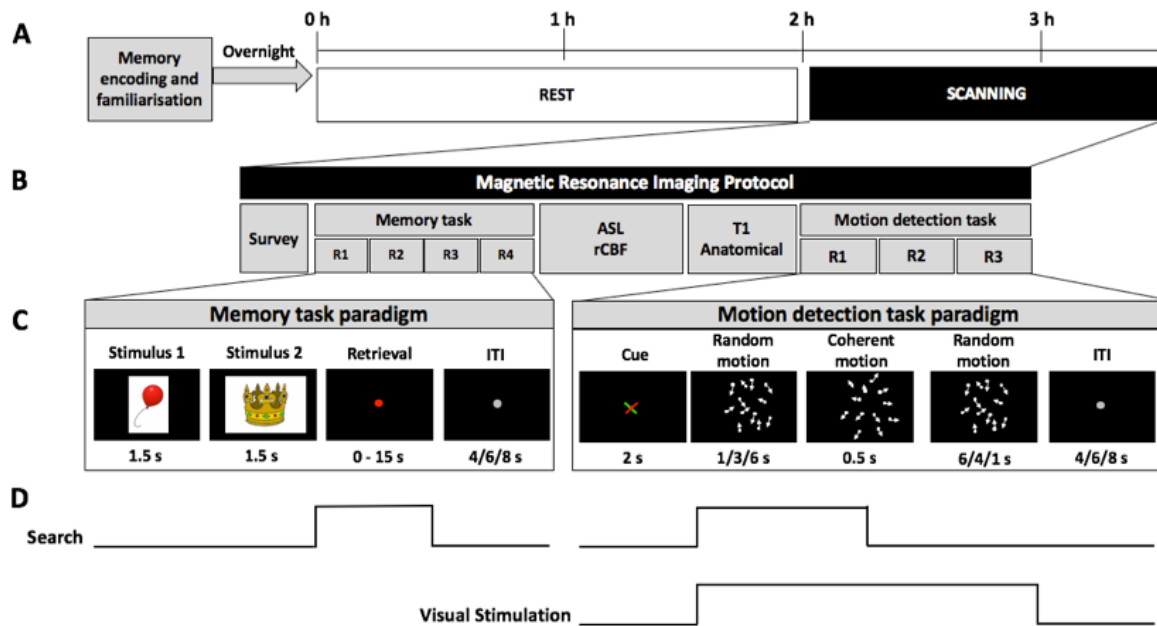 A
0 h
1 h
2 h
3 h
Memory
encoding and
familiarisation
Overnight
REST
SCANNING
B
Magnetic Resonance Imaging Protocol
Survey
Memory task
R1
R2
R3
R4
ASL
rCBF
T1
Anatomical
Motion detection task
R1
R2
R3
C
Memory task paradigm
Stimulus 1
Stimulus 2
Retrieval
ITI
1.5 s
1.5 s
0 - 15 s
4/6/8 s
Motion detection task paradigm
Cue
Random
motion
Coherent
motion
Random
motion
ITI
2 s
1/3/6 s
0.5 s
6/4/1 s
4/6/8 s
D
Search
Visual Stimulation